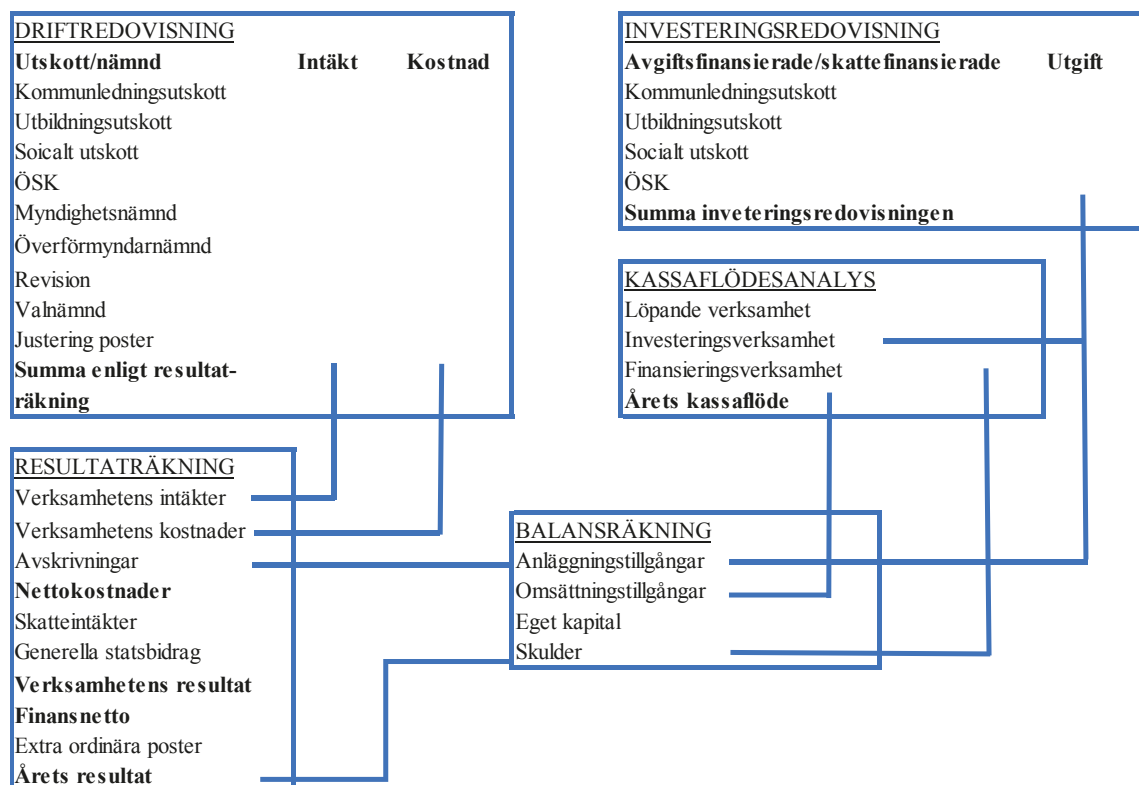 DRIFTREDOVISNING
Utskott/nämnd Intäkt Kostnad
Kommunledningsutskott
Utbildningsutskott
Soicalt utskott
ÖSK
Myndighetsnämnd
Överförmyndarnämnd
Revision
Valnämnd
Justering poster
Summa enligt resultat-
räkning
INVESTERINGSREDOVISNING
Avgiftsfinansierade/skattefinansierade Utgift
Kommunledningsutskott
Utbildningsutskott
Socialt utskott
ÖSK
Summa inveteringsredovisningen
KASSAFLÖDESANALYS
Löpande verksamhet
Investeringsverksamhet
Finansieringsverksamhet
Årets kassaflöde
RESULTATRÄKNING
Verksamhetens intäkter
Verksamhetens kostnader
Avskrivningar
Nettokostnader
Skatteintäkter
Generella statsbidrag
Verksamhetens resultat
Finansnetto
Extra ordinära poster
Årets resultat
BALANSRÄKNING
Anläggningstillgångar
Omsättningstillgångar
Eget kapital
Skulder